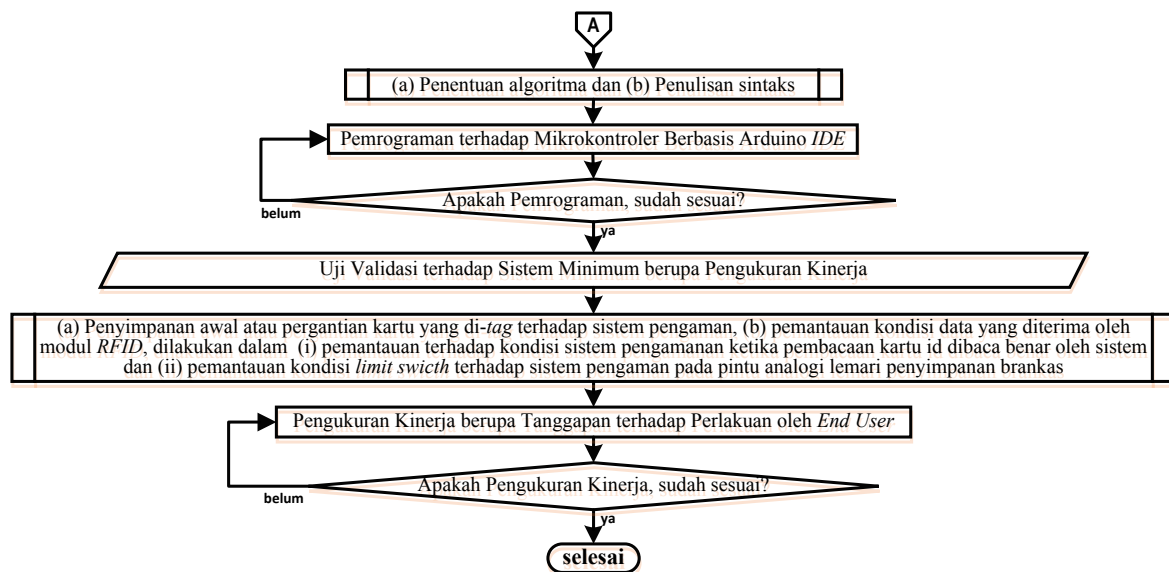 A
(a) Penentuan algoritma dan (b) Penulisan sintaks
Pemrograman terhadap Mikrokontroler Berbasis Arduino IDE
Apakah Pemrograman, sudah sesuai?
belum
ya
Uji Validasi terhadap Sistem Minimum berupa Pengukuran Kinerja
(a) Penyimpanan awal atau pergantian kartu yang di-tag terhadap sistem pengaman, (b) pemantauan kondisi data yang diterima oleh
modul RFID, dilakukan dalam (i) pemantauan terhadap kondisi sistem pengamanan ketika pembacaan kartu id dibaca benar oleh sistem
dan (ii) pemantauan kondisi limit swicth terhadap sistem pengaman pada pintu analogi lemari penyimpanan brankas
Pengukuran Kinerja berupa Tanggapan terhadap Perlakuan oleh End User
Apakah Pengukuran Kinerja, sudah sesuai?
belum
ya
selesai